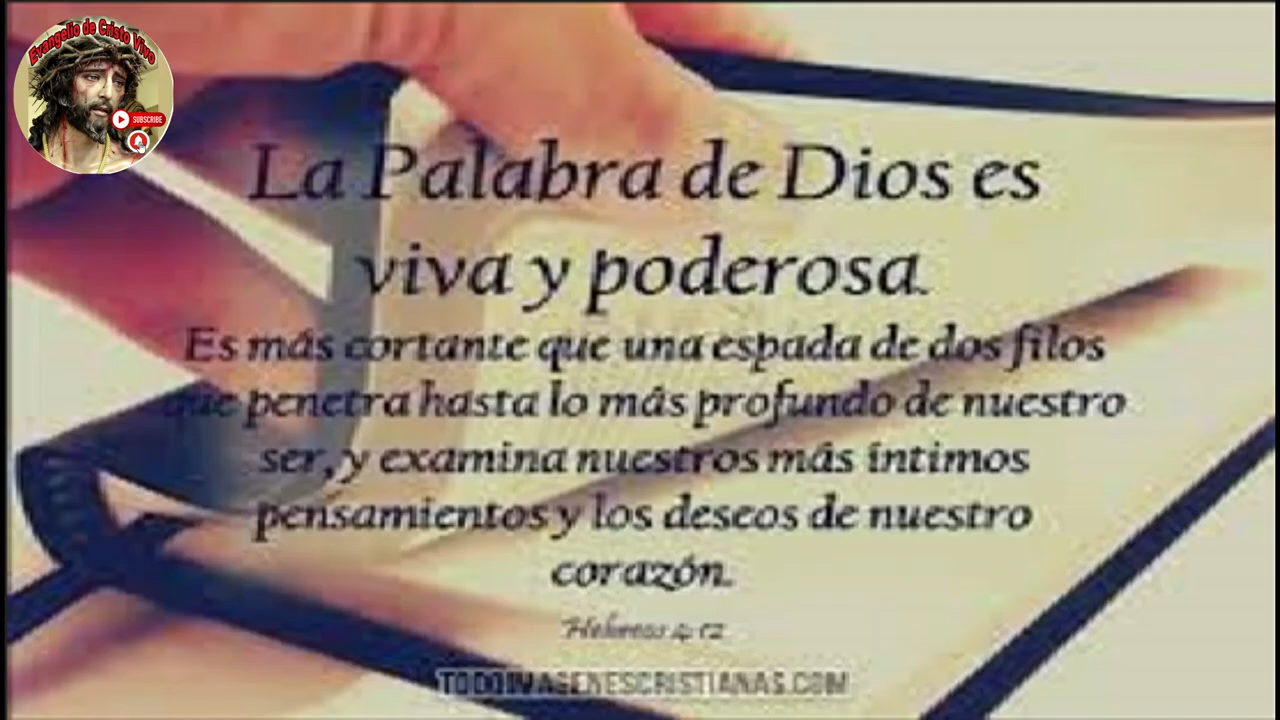 Evangelio de Cristo Vivo
SUBSCRIBE
La Palabra de Dios es
viva y poderosa.
Es más cortante que una espada de dos filos
que penetra hasta lo más profundo de nuestro
ser, y examina nuestros más íntimos
pensamientos y los deseos de nuestro
corazón.
Hebreos 4:12
TODOIMAGENESCRISTIANAS.COM